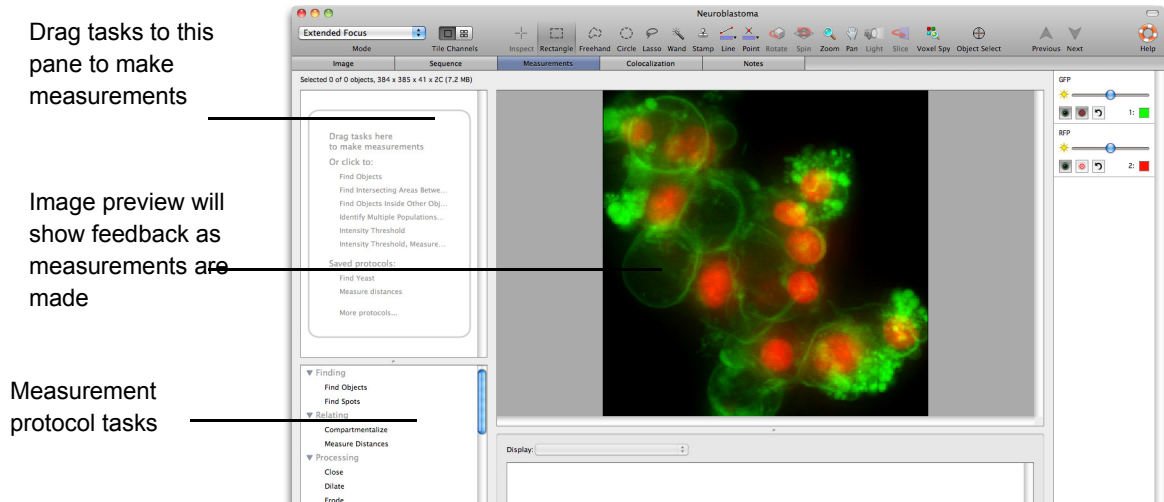 Drag tasks to this
pane to make
measurements
Image preview will
show feedback as
measurements are
made
Measurement
protocol tasks
Neuroblastoma
Extended Focus
Mode
Tile Channels
Inspect Rectangle Freehand Circle Lasso Wand Stamp Line Point Rotate Spin Zoom Pan Light Slice Voxel Spy Object Select
Previous Next
Help
Image Sequence Measurements Colocalization Notes
Selected 0 of 0 objects, 384 x 385 x 41 x 2C (7.2 MB)
Drag tasks here
to make measurements
Or click to:
Find Objects
Find Intersecting Areas Betwe...
Find Objects Inside Other Obj...
Identify Multiple Populations...
Intensity Threshold
Intensity Threshold, Measure...
Saved protocols:
Find Yeast
Measure distances
More protocols...
Finding
Find Objects
Find Spots
Relating
Compartmentalize
Measure Distances
Processing
Close
Dilate
Erode
Display:
GFP
1:
RFP
2: